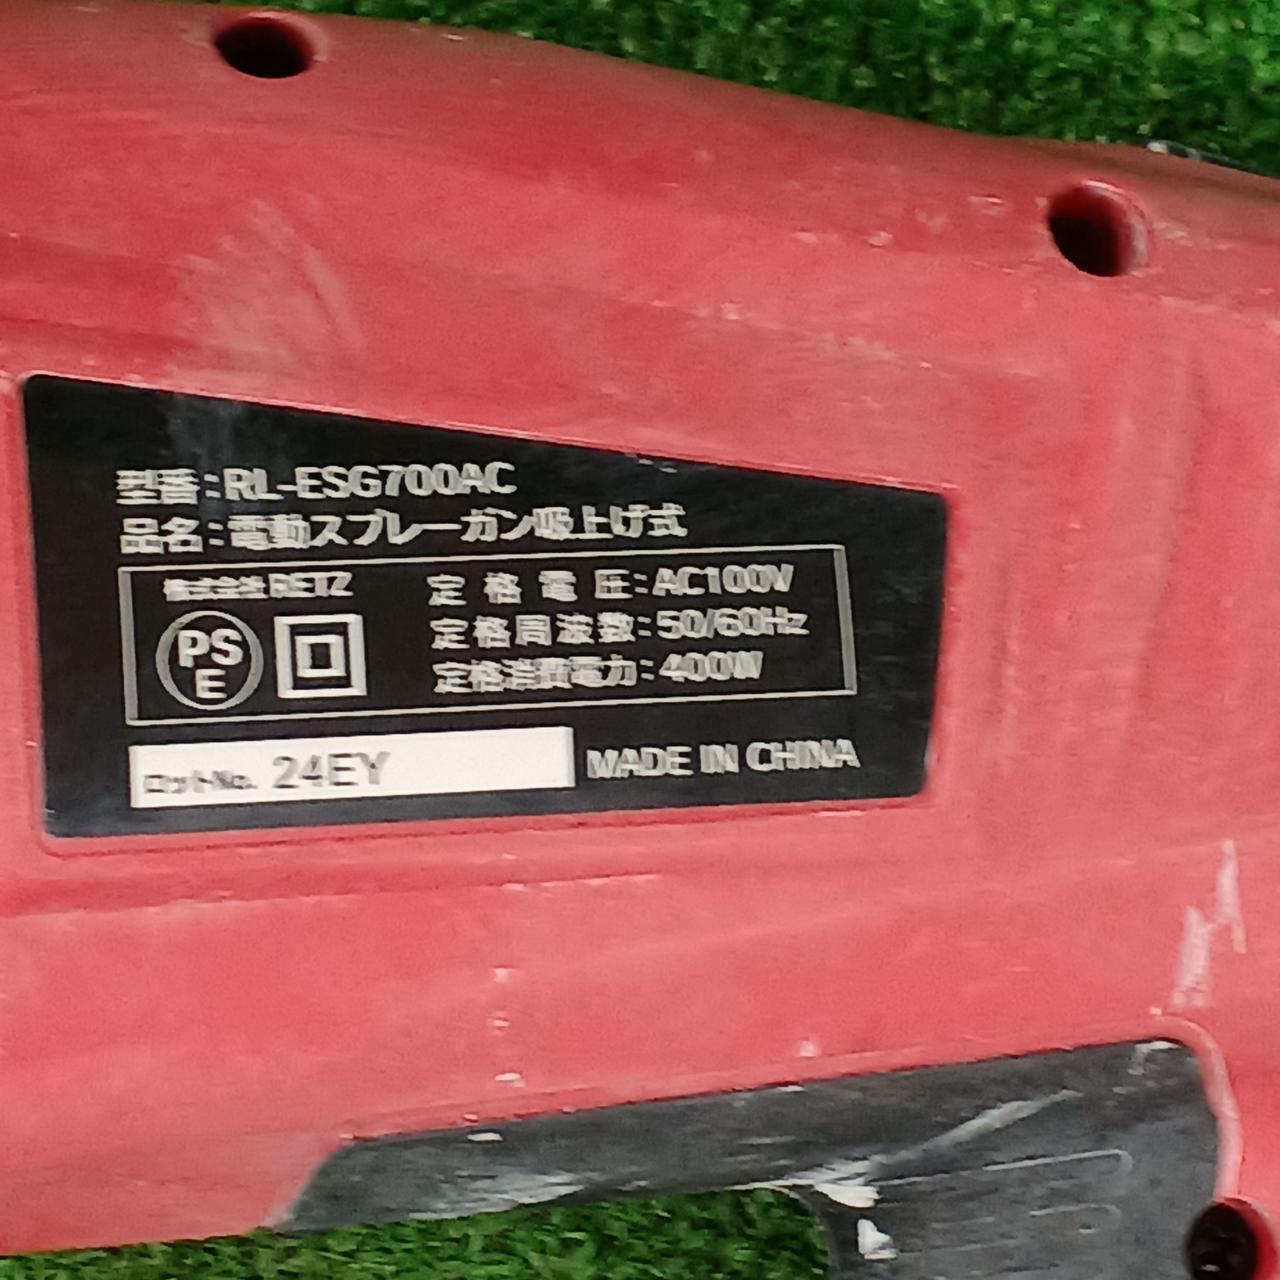 型番:RL-ESG700AC
品名:電動スプレーガン吸上げ式
株式会社RETZ
PS
E
定格電圧:AC100V
定格周波数:50/60Hz
定格消費電力:400W
ロットNo. 24EY
MADE IN CHINA